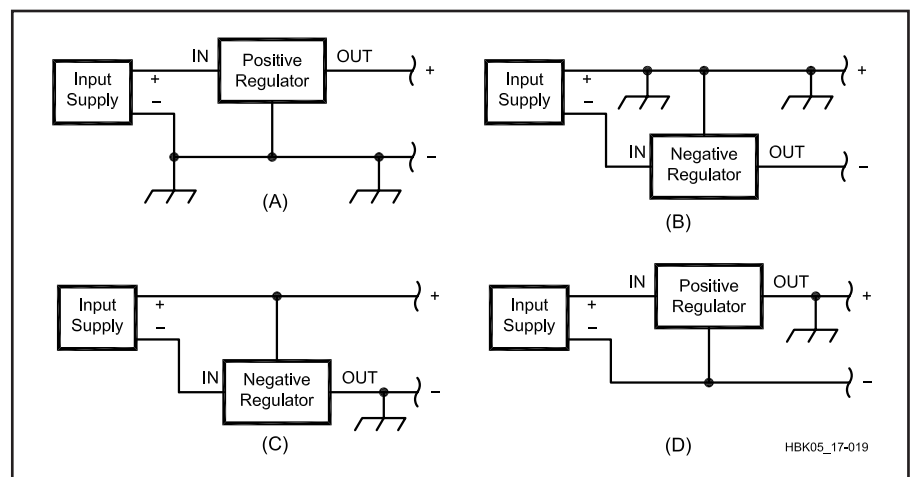 Input
Supply
+
−
IN
Positive
Regulator
OUT
+
−
(A)
Input
Supply
+
−
IN
Negative
Regulator
OUT
+
−
(B)
Input
Supply
+
−
IN
Negative
Regulator
OUT
+
−
(C)
Input
Supply
+
−
IN
Positive
Regulator
OUT
+
−
(D)
HBK05_17-019